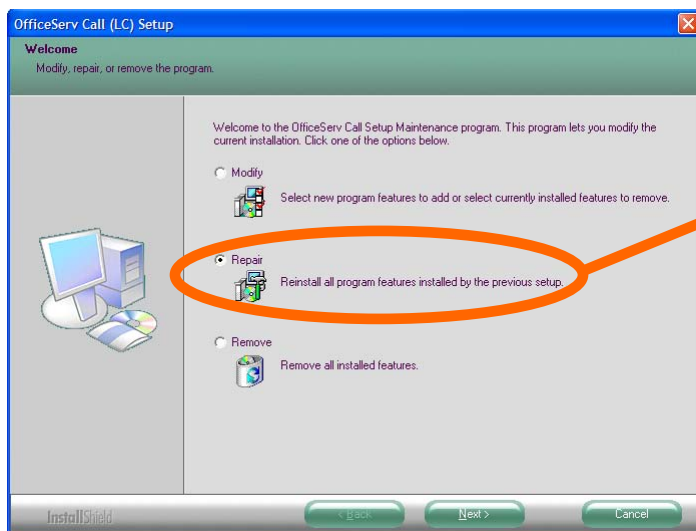 OfficeServ Call (LC) Setup
Welcome
Modify, repair, or remove the program.
Welcome to the OfficeServ Call Setup Maintenance program. This program lets you modify the
current installation. Click one of the options below.
Modify
Select new program features to add or select currently installed features to remove.
Repair
Reinstall all program features installed by the previous setup.
Remove
Remove all installed features.
InstallShield
< Back
Next >
Cancel